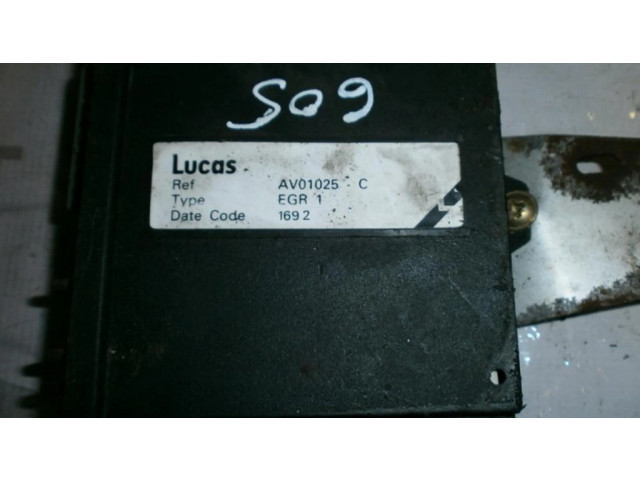 S09
Lucas
Ref AV01025 C
Type EGR 1
Date Code 1692